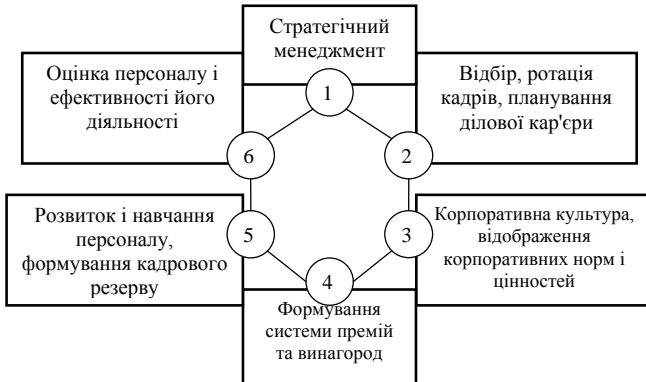 Стратегічний
менеджмент
1
Відбір, ротація
кадрів, планування
ділової кар'єри
2
Корпоративна культура,
відображення
корпоративних норм і
цінностей
3
4
Формування
системи премій
та винагород
Розвиток і навчання
персоналу,
формування кадрового
резерву
5
Оцінка персоналу і
ефективності його
діяльності
6